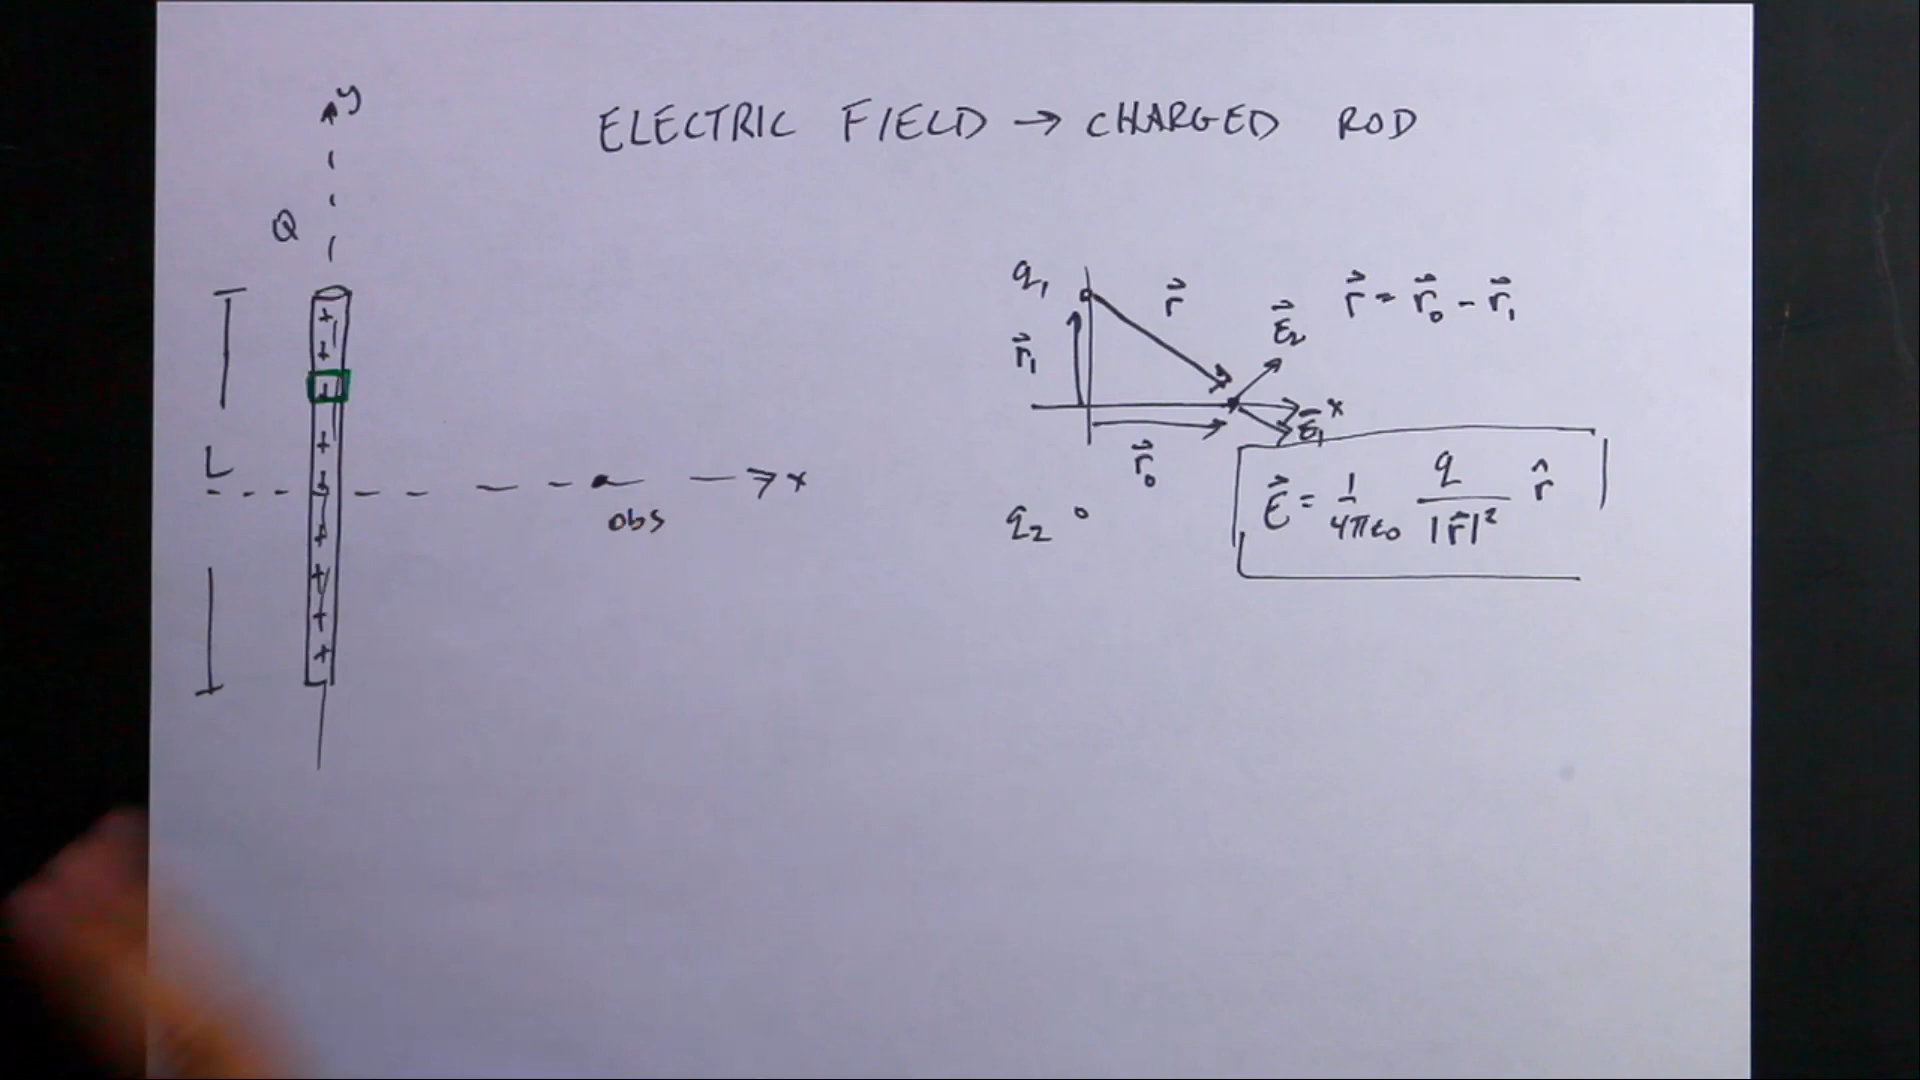 ELECTRIC FIELD → CHARGED ROD
y
Q
+
+
+
+
+
+
+
+
+
L
x
obs
q₁
r⃗
E⃗₂
r⃗ = r⃗₀ - r⃗₁
r⃗₁
x
E⃗₁
r⃗₀
q₂
E⃗ = 1/4πε₀ q/|r⃗|² r̂